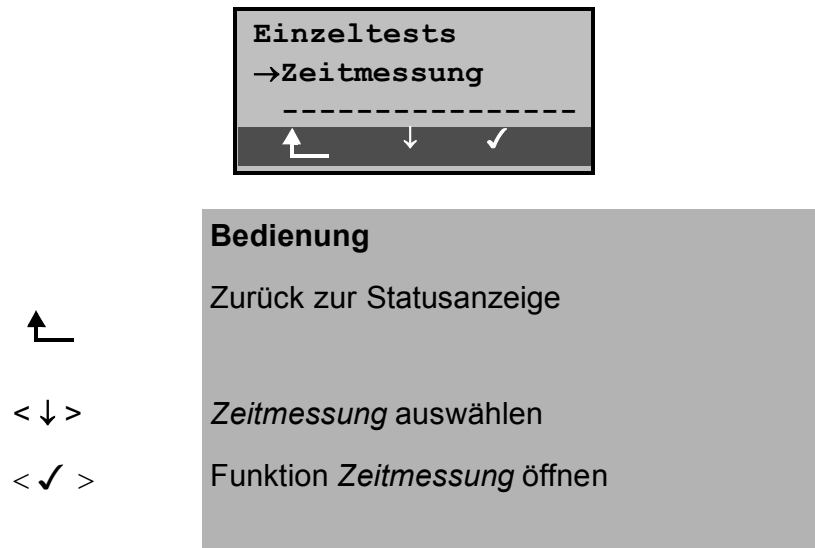 Einzeltests
→Zeitmessung
----------------
↓ ✓
Bedienung
Zurück zur Statusanzeige
<↓> Zeitmessung auswählen
<✓> Funktion Zeitmessung öffnen